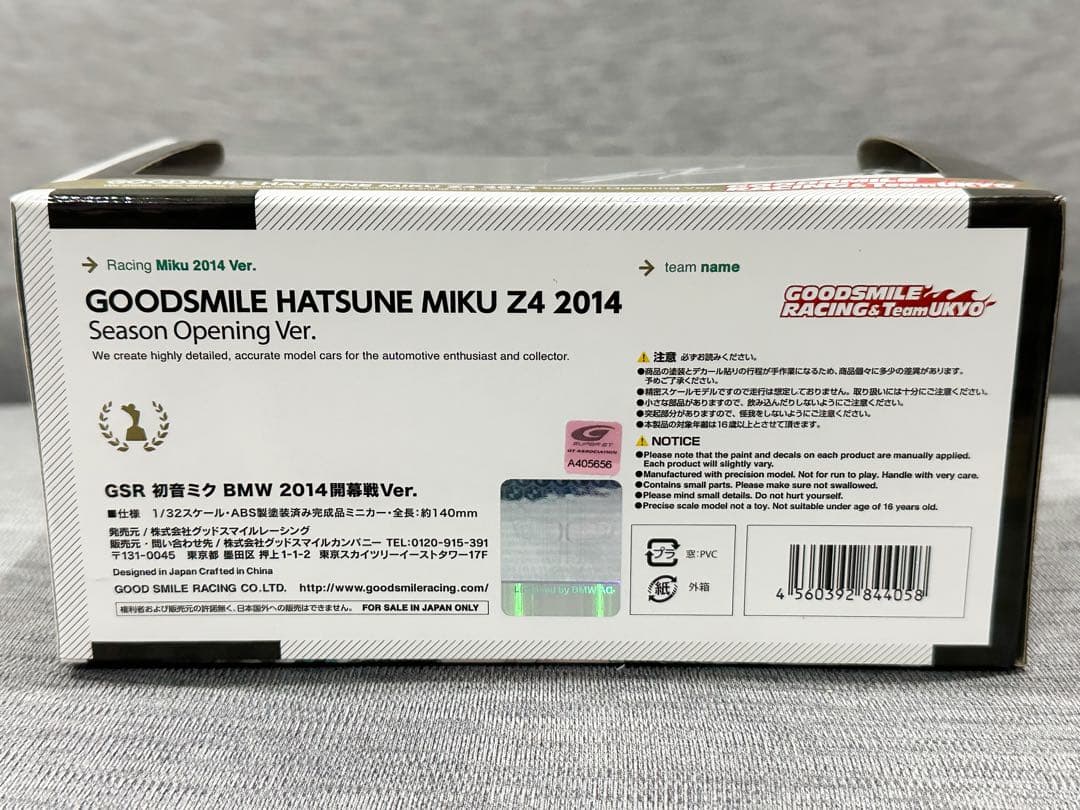 GOODSMILE HATSUNE MIKU Z4 2014 Season Opening Ver.
Racing Miku 2014 Ver.
GOODSMILE HATSUNE MIKU Z4 2014
Season Opening Ver.
We create highly detailed, accurate model cars for the automotive enthusiast and collector.
GSR 初音ミク BMW 2014開幕戦Ver.
■仕様 1/32スケール・ABS製塗装済み完成品ミニカー・全長:約140mm
発売元 / 株式会社グッドスマイルレーシング
販売元・問い合わせ先 / 株式会社グッドスマイルカンパニー TEL:0120-915-391
〒131-0045 東京都 墨田区 押上1-1-2 東京スカイツリーイーストタワー17F
Designed in Japan Crafted in China
GOOD SMILE RACING CO.LTD. http://www.goodsmileracing.com/
権利者および販売元の許諾無く、日本国外への販売はできません。 FOR SALE IN JAPAN ONLY
SUPER GT
GT ASSOCIATION
A405656
by BMW AG
team name
GOODSMILE
RACING&TeamUKYO
注意 必ずお読みください。
●商品の塗装とデカール貼りの行程が手作業になるため、商品個々に多少の差異があります。
予めご了承ください。
●精密スケールモデルですので走行は想定しておりません。取り扱いには十分にご注意ください。
●小さな部品がありますので、飲み込んだりしないようにご注意ください。
●突起部分がありますので、怪我をしないようにご注意ください。
●本製品の対象年齢は16歳以上とさせて頂きます。
NOTICE
●Please note that the paint and decals on each product are manually applied.
Each product will slightly vary.
●Manufactured with precision model. Not for run to play. Handle with very care.
●Contains small parts. Please make sure not swallowed.
●Please mind small details. Do not hurt yourself.
●Precise scale model not a toy. Not suitable under age of 16 years old.
プラ 窓:PVC
紙 外箱
4 560392 844058